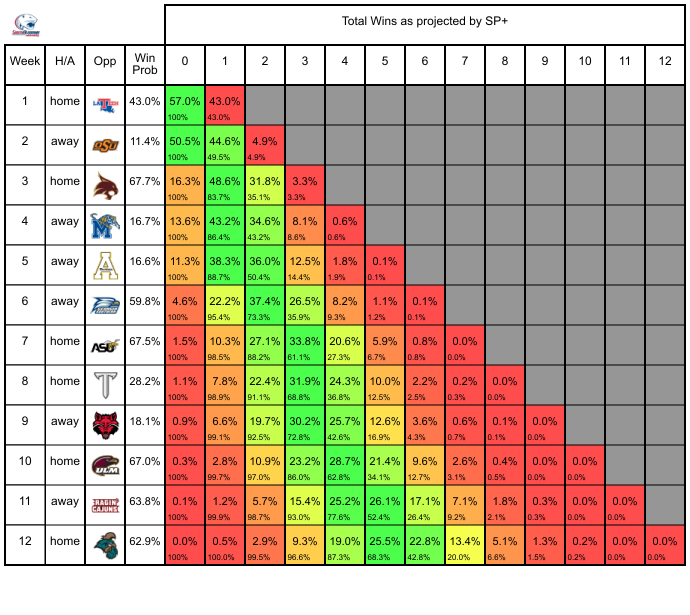 Total Wins as projected by SP+
Week H/A Opp Win Prob 0 1 2 3 4 5 6 7 8 9 10 11 12
1 home LA TECH 43.0% 57.0% 43.0%
100% 43.0%
2 away OSU 11.4% 50.5% 44.6% 4.9%
100% 49.5% 4.9%
3 home 67.7% 16.3% 48.6% 31.8% 3.3%
100% 83.7% 35.1% 3.3%
4 away M 16.7% 13.6% 43.2% 34.6% 8.1% 0.6%
100% 86.4% 43.2% 8.6% 0.6%
5 away A 16.6% 11.3% 38.3% 36.0% 12.5% 1.8% 0.1%
100% 88.7% 50.4% 14.4% 1.9% 0.1%
6 away 59.8% 4.6% 22.2% 37.4% 26.5% 8.2% 1.1% 0.1%
100% 95.4% 73.3% 35.9% 9.3% 1.2% 0.1%
7 home ASU 67.5% 1.5% 10.3% 27.1% 33.8% 20.6% 5.9% 0.8% 0.0%
100% 98.5% 88.2% 61.1% 27.3% 6.7% 0.8% 0.0%
8 home T 28.2% 1.1% 7.8% 22.4% 31.9% 24.3% 10.0% 2.2% 0.2% 0.0%
100% 98.9% 91.1% 68.8% 36.8% 12.5% 2.5% 0.3% 0.0%
9 away 18.1% 0.9% 6.6% 19.7% 30.2% 25.7% 12.6% 3.6% 0.6% 0.1% 0.0%
100% 99.1% 92.5% 72.8% 42.6% 16.9% 4.3% 0.7% 0.1% 0.0%
10 home ULM 67.0% 0.3% 2.8% 10.9% 23.2% 28.7% 21.4% 9.6% 2.6% 0.4% 0.0% 0.0%
100% 99.7% 97.0% 86.0% 62.8% 34.1% 12.7% 3.1% 0.5% 0.0% 0.0%
11 away RAGIN CAJUNS 63.8% 0.1% 1.2% 5.7% 15.4% 25.2% 26.1% 17.1% 7.1% 1.8% 0.3% 0.0% 0.0%
100% 99.9% 98.7% 93.0% 77.6% 52.4% 26.4% 9.2% 2.1% 0.3% 0.0% 0.0%
12 home 62.9% 0.0% 0.5% 2.9% 9.3% 19.0% 25.5% 22.8% 13.4% 5.1% 1.3% 0.2% 0.0% 0.0%
100% 100.0% 99.5% 96.6% 87.3% 68.3% 42.8% 20.0% 6.6% 1.5% 0.2% 0.0% 0.0%